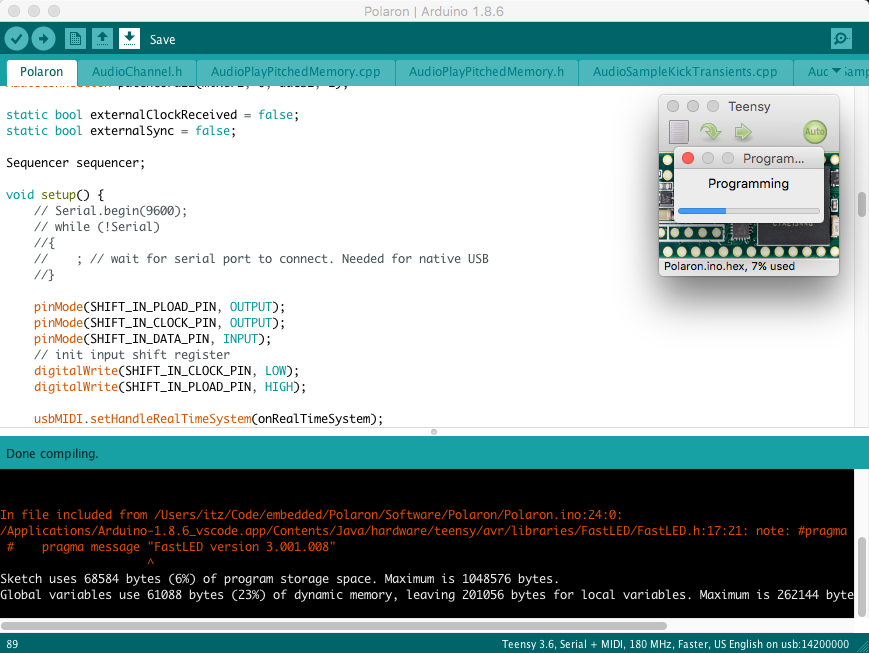 Polaron | Arduino 1.8.6
Save
Polaron
AudioChannel.h
AudioPlayPitchedMemory.cpp
AudioPlayPitchedMemory.h
AudioSampleKickTransients.cpp
static bool externalClockReceived = false;
static bool externalSync = false;
Sequencer sequencer;
void setup() {
// Serial.begin(9600);
// while (!Serial)
//{
// ; // wait for serial port to connect. Needed for native USB
//}
pinMode(SHIFT_IN_PLOAD_PIN, OUTPUT);
pinMode(SHIFT_IN_CLOCK_PIN, OUTPUT);
pinMode(SHIFT_IN_DATA_PIN, INPUT);
// init input shift register
digitalWrite(SHIFT_IN_CLOCK_PIN, LOW);
digitalWrite(SHIFT_IN_PLOAD_PIN, HIGH);
usbMIDI.setHandleRealTimeSystem(onRealTimeSystem);
Teensy
Auto
Program...
Programming
Polaron.ino.hex, 7% used
Done compiling.
In file included from /Users/itz/Code/embedded/Polaron/Software/Polaron/Polaron.ino:24:0:
/Applications/Arduino-1.8.6_vscode.app/Contents/Java/hardware/teensy/avr/libraries/FastLED/FastLED.h:17:21: note: #pragma
# pragma message "FastLED version 3.001.008"
^
Sketch uses 68584 bytes (6%) of program storage space. Maximum is 1048576 bytes.
Global variables use 61088 bytes (23%) of dynamic memory, leaving 201056 bytes for local variables. Maximum is 262144 byte
89
Teensy 3.6, Serial + MIDI, 180 MHz, Faster, US English on usb:14200000